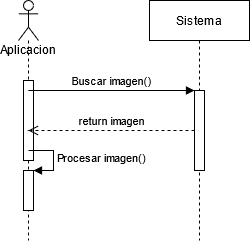 Aplicacion
Sistema
Buscar imagen()
return imagen
Procesar imagen()